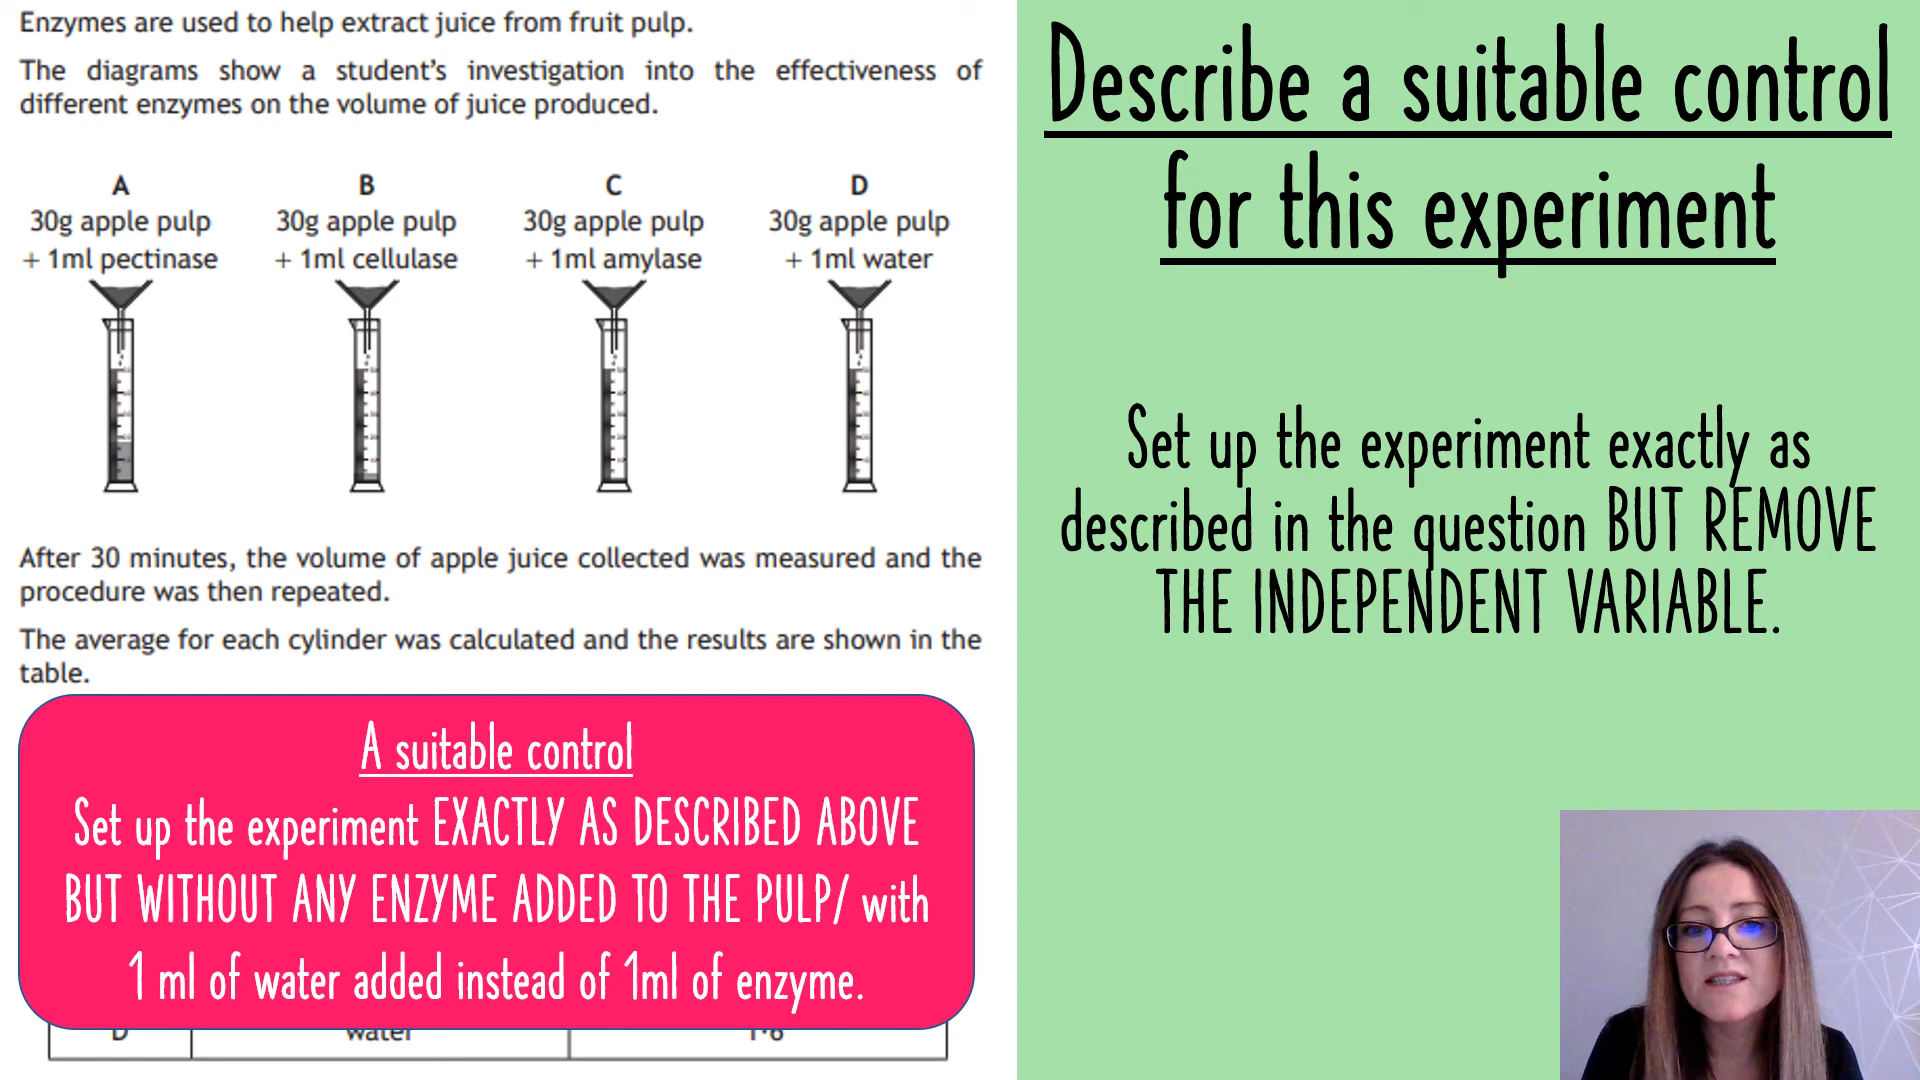 Enzymes are used to help extract juice from fruit pulp.
The diagrams show a student's investigation into the effectiveness of
different enzymes on the volume of juice produced.
A
30g apple pulp
+ 1ml pectinase
B
30g apple pulp
+ 1ml cellulase
C
30g apple pulp
+ 1ml amylase
D
30g apple pulp
+ 1ml water
After 30 minutes, the volume of apple juice collected was measured and the
procedure was then repeated.
The average for each cylinder was calculated and the results are shown in the
table.
A suitable control
Set up the experiment EXACTLY AS DESCRIBED ABOVE
BUT WITHOUT ANY ENZYME ADDED TO THE PULP/ with
1 ml of water added instead of 1ml of enzyme.
D water
Describe a suitable control
for this experiment
Set up the experiment exactly as
described in the question BUT REMOVE
THE INDEPENDENT VARIABLE.